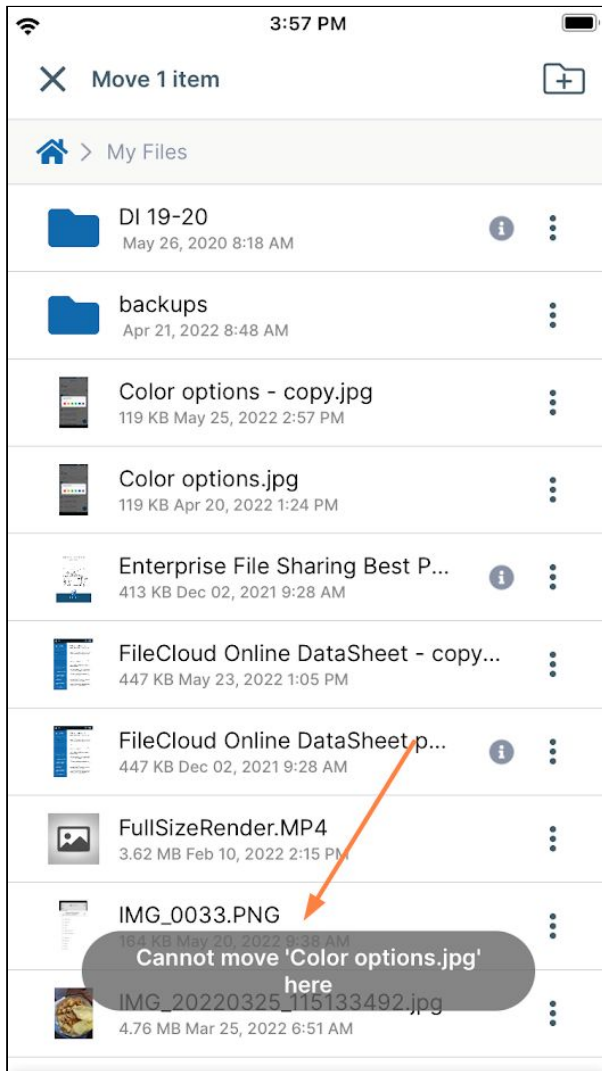 3:57 PM
Move 1 item
My Files
DI 19-20
May 26, 2020 8:18 AM
backups
Apr 21, 2022 8:48 AM
Color options - copy.jpg
119 KB May 25, 2022 2:57 PM
Color options.jpg
119 KB Apr 20, 2022 1:24 PM
Enterprise File Sharing Best P...
413 KB Dec 02, 2021 9:28 AM
FileCloud Online DataSheet - copy...
447 KB May 23, 2022 1:05 PM
FileCloud Online DataSheet.p...
447 KB Dec 02, 2021 9:28 AM
FullSizeRender.MP4
3.62 MB Feb 10, 2022 2:15 PM
IMG_0033.PNG
164 KB May 20, 2022 9:38 AM
Cannot move 'Color options.jpg'
here
IMG_20220325_115133492.jpg
4.76 MB Mar 25, 2022 6:51 AM